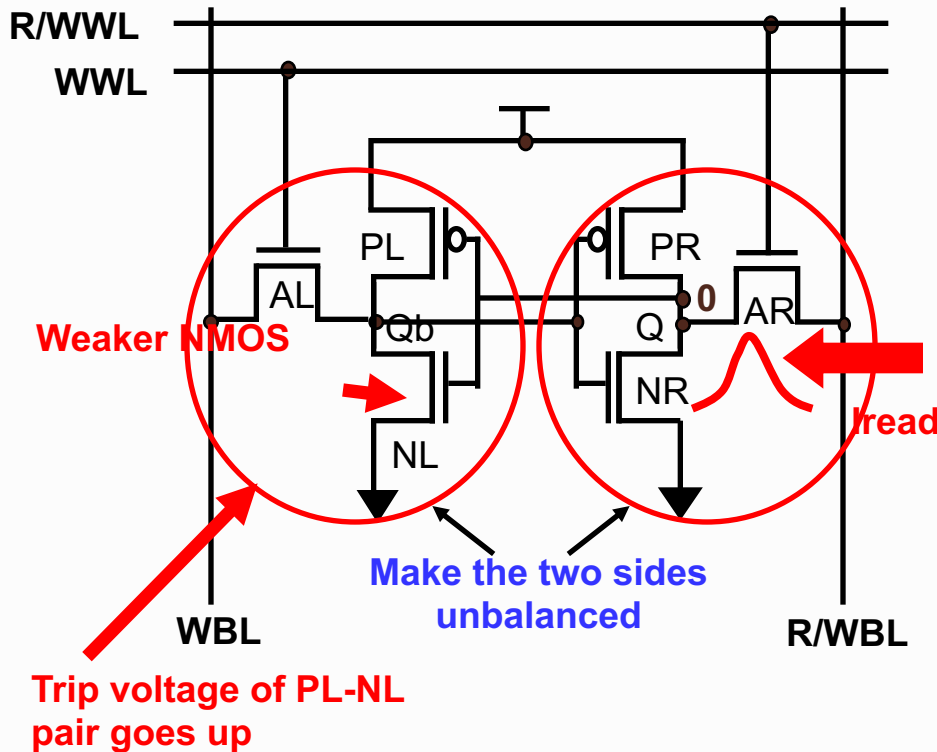 R/WWL
WWL
PL
PR
AL
0
AR
Weaker NMOS
Qb
Q
NR
Iread
NL
Make the two sides
unbalanced
WBL
R/WBL
Trip voltage of PL-NL
pair goes up